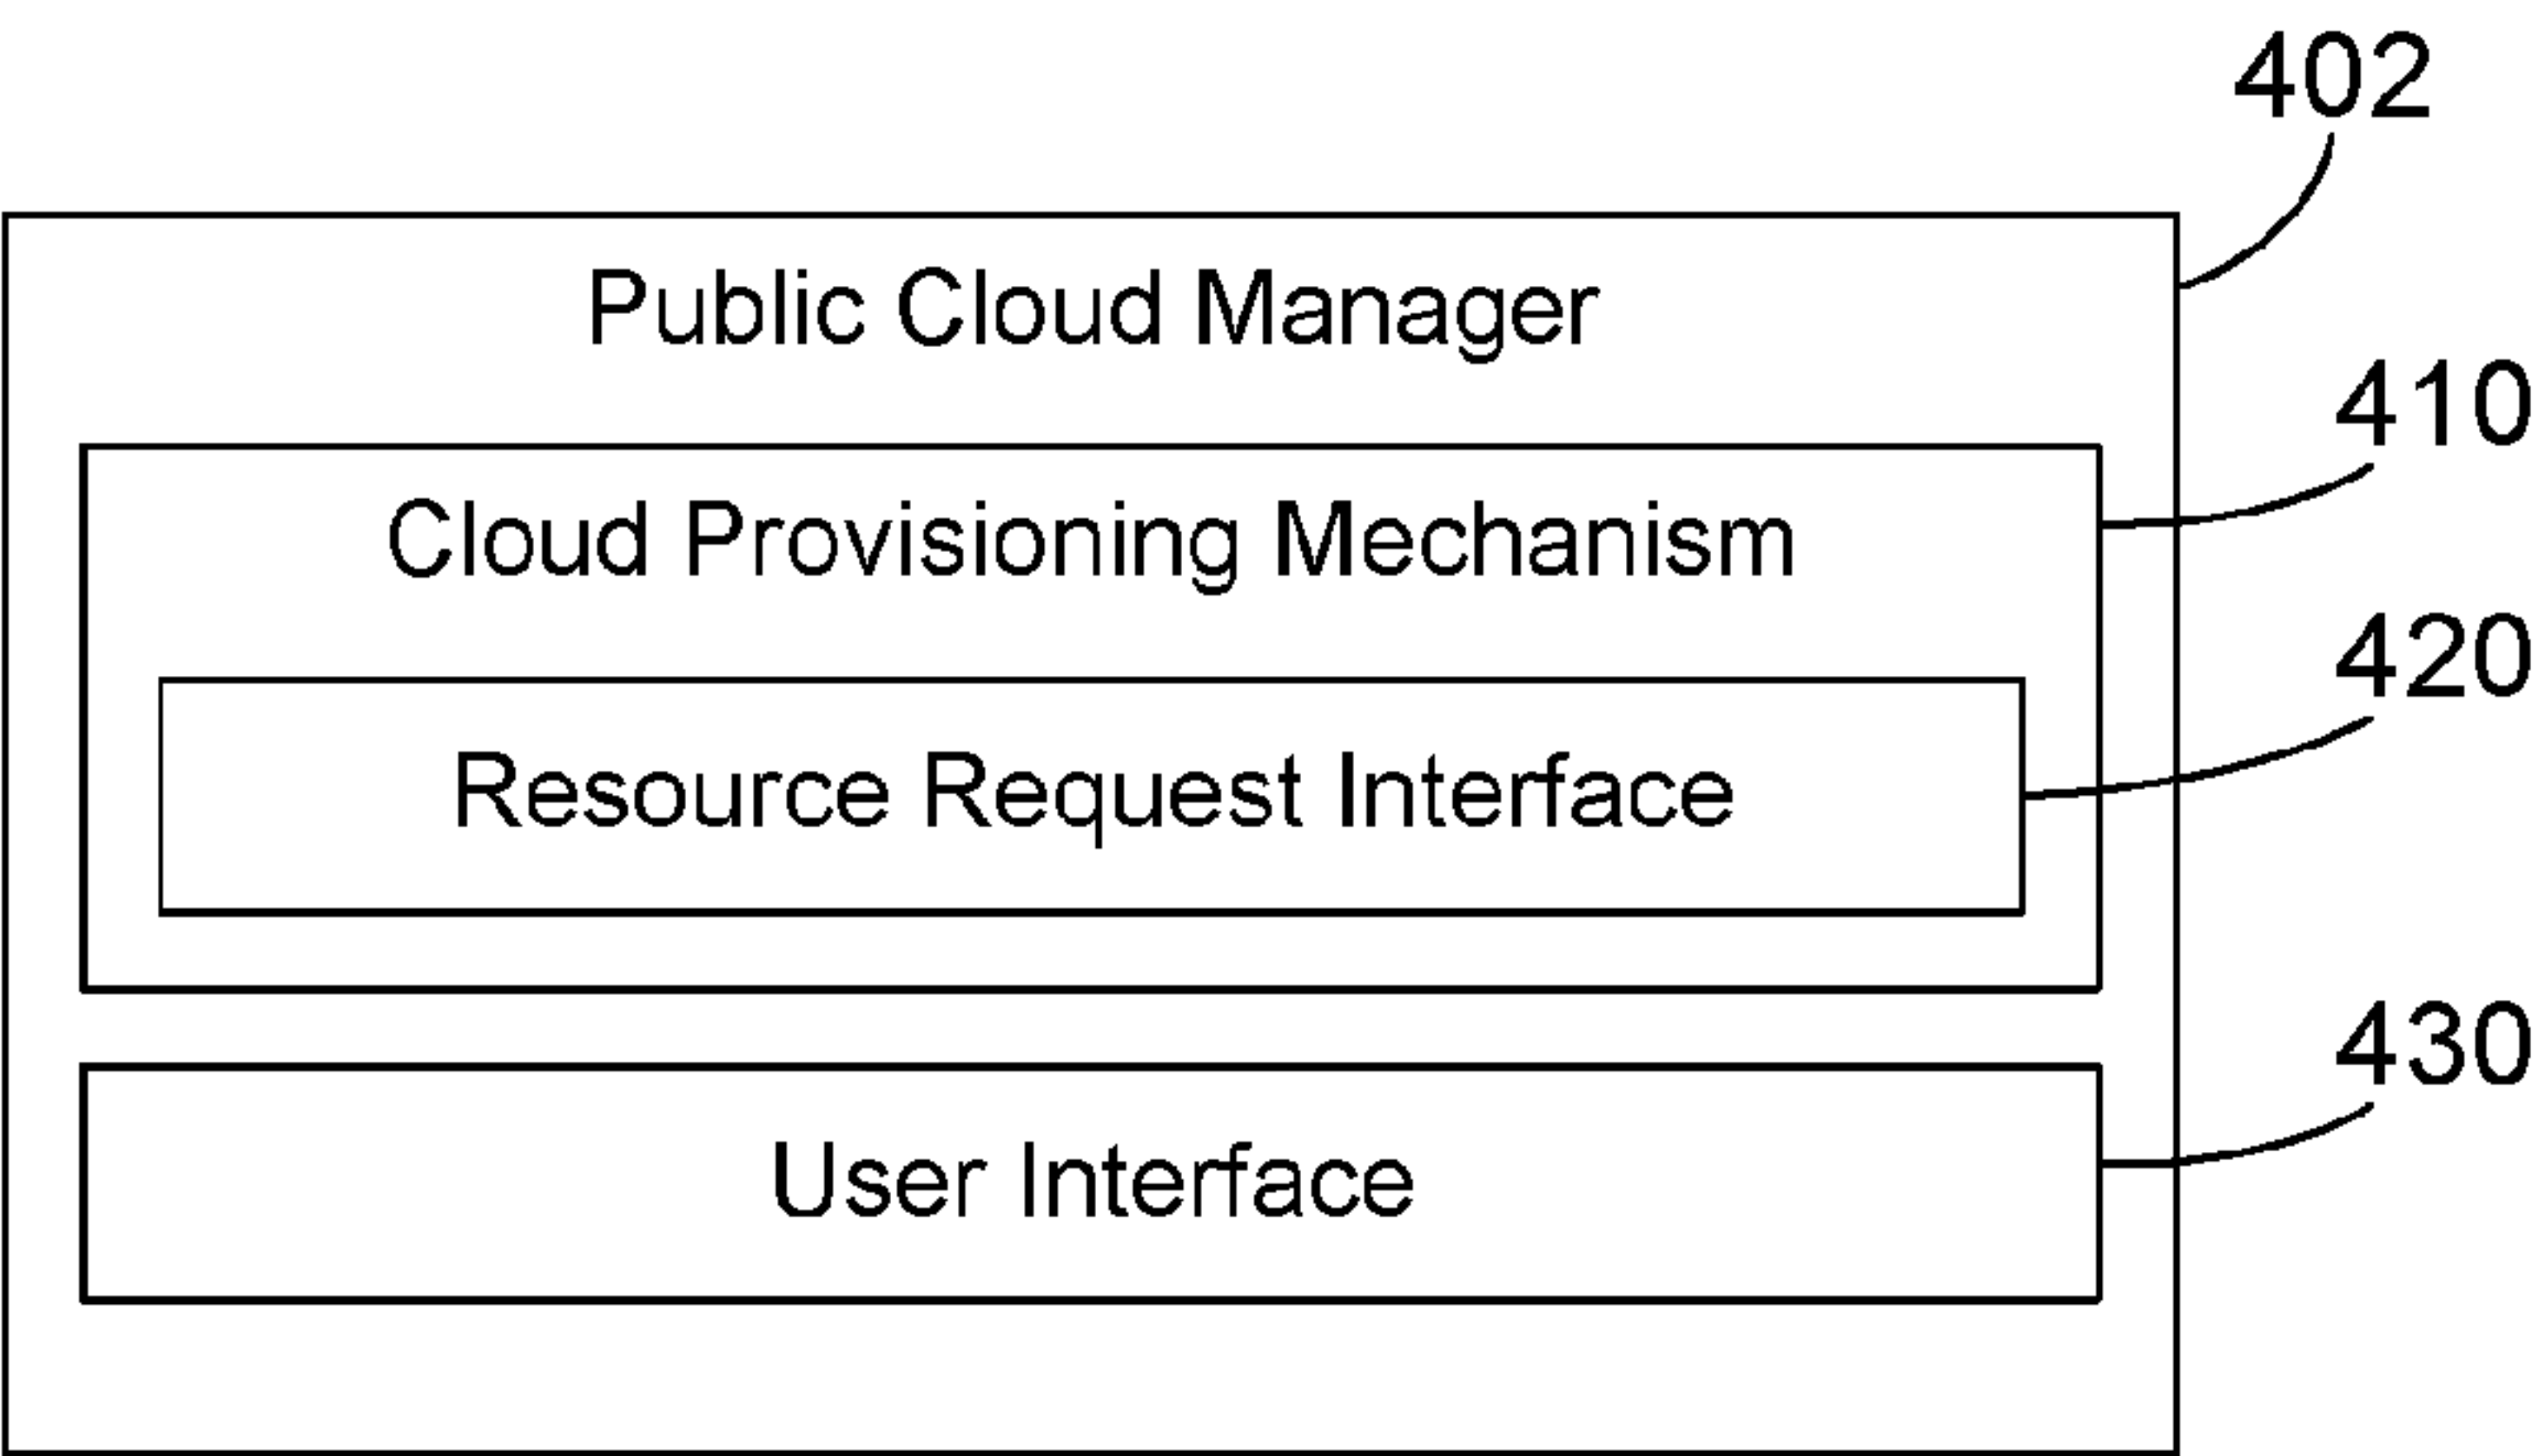 402
Public Cloud Manager
410
Cloud Provisioning Mechanism
420
Resource Request Interface
430
User Interface